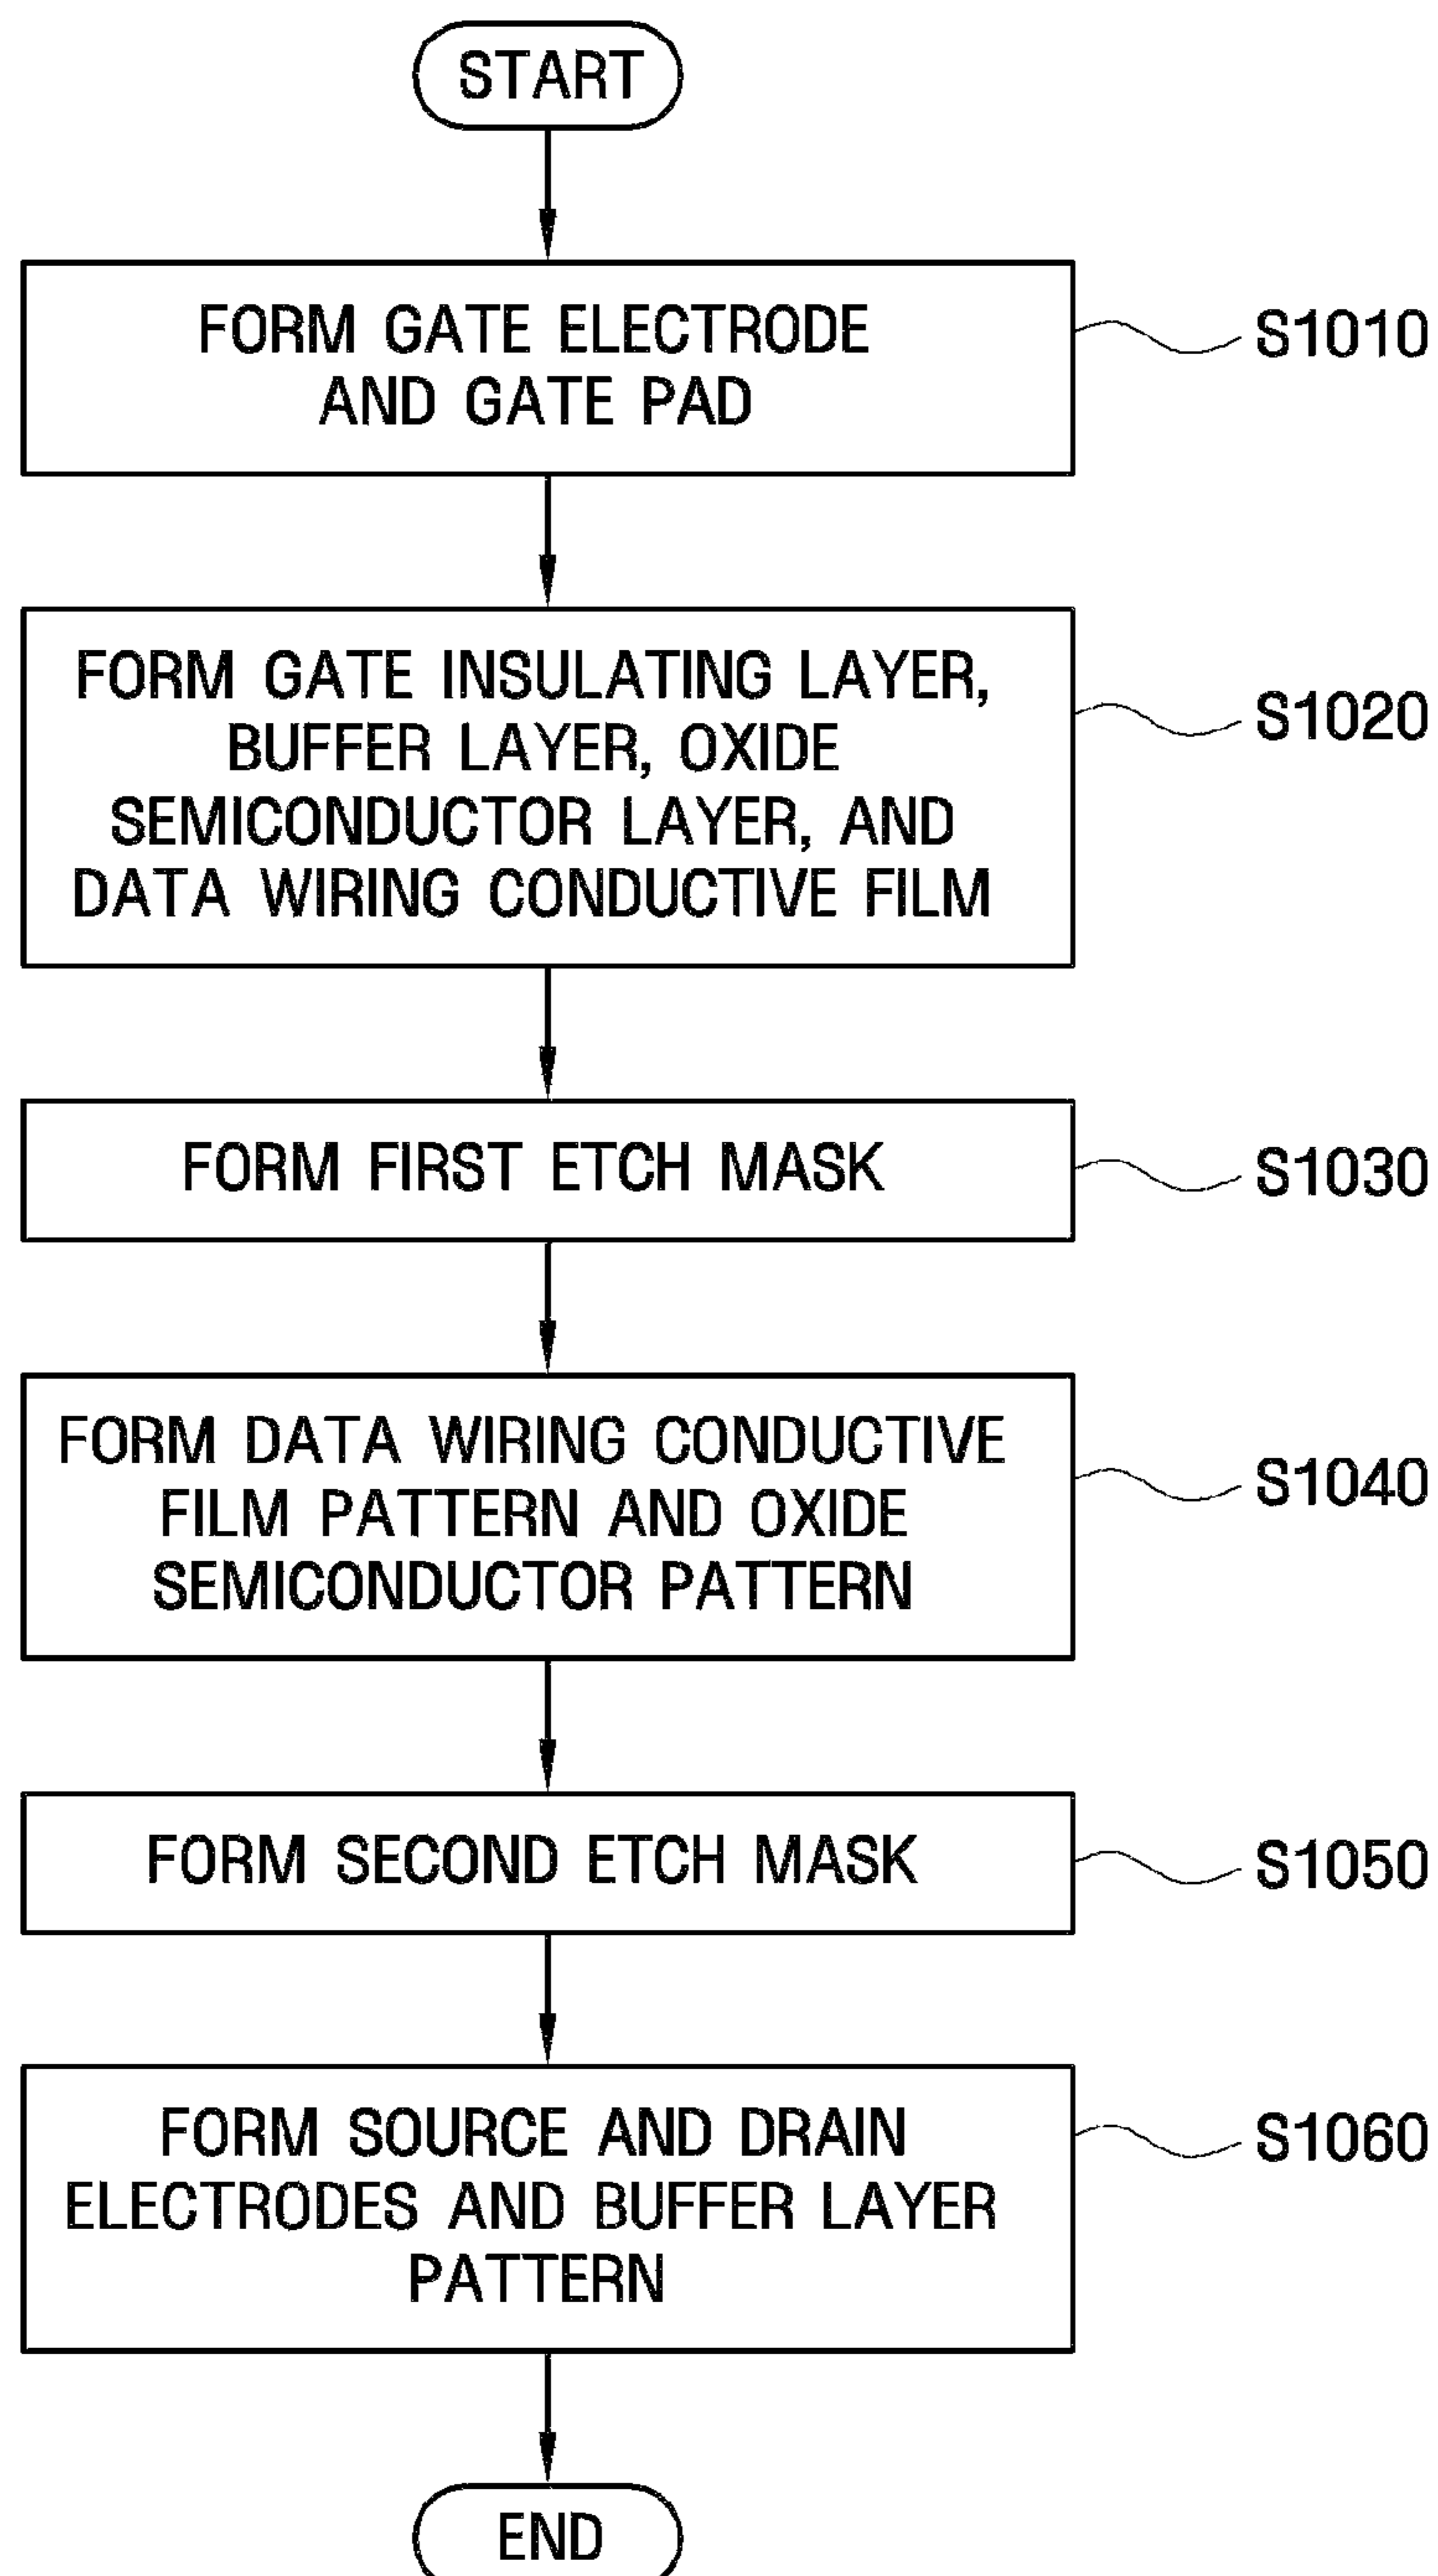 START
FORM GATE ELECTRODE
AND GATE PAD
S1010
FORM GATE INSULATING LAYER,
BUFFER LAYER, OXIDE
SEMICONDUCTOR LAYER, AND
DATA WIRING CONDUCTIVE FILM
S1020
FORM FIRST ETCH MASK
S1030
FORM DATA WIRING CONDUCTIVE
FILM PATTERN AND OXIDE
SEMICONDUCTOR PATTERN
S1040
FORM SECOND ETCH MASK
S1050
FORM SOURCE AND DRAIN
ELECTRODES AND BUFFER LAYER
PATTERN
S1060
END